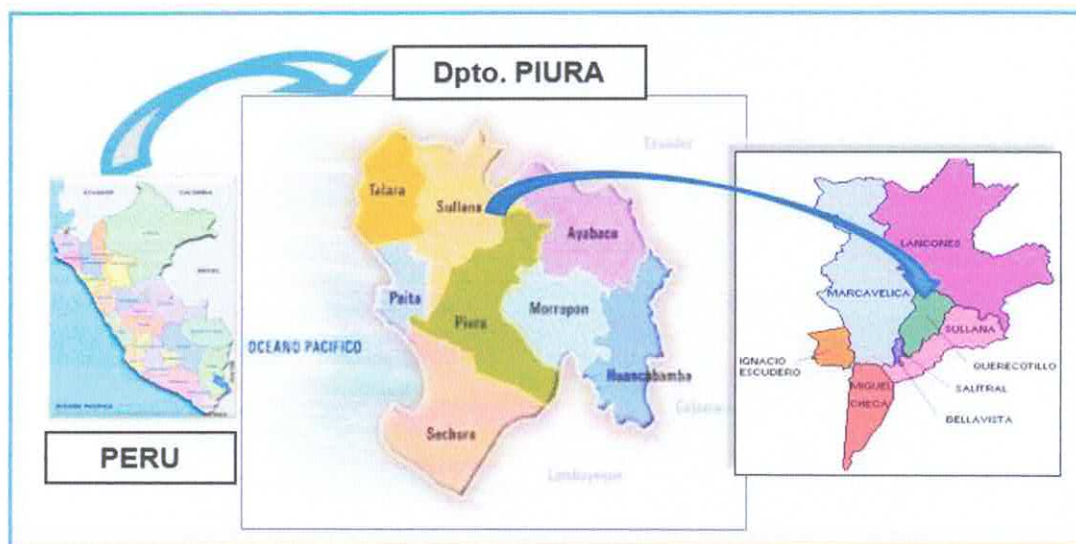 Dpto. PIURA
PERU
Ecuador
Talara
Sullana
Ayabaca
Paita
Piura
Morropon
Huancabamba
OCEANO PACIFICO
Sechura
Lambayeque
LANCONES
MARCAVELICA
SULLANA
IGNACIO
ESCUDERO
QUERECOTILLO
MIGUEL
CHECA
SALITRAL
BELLAVISTA